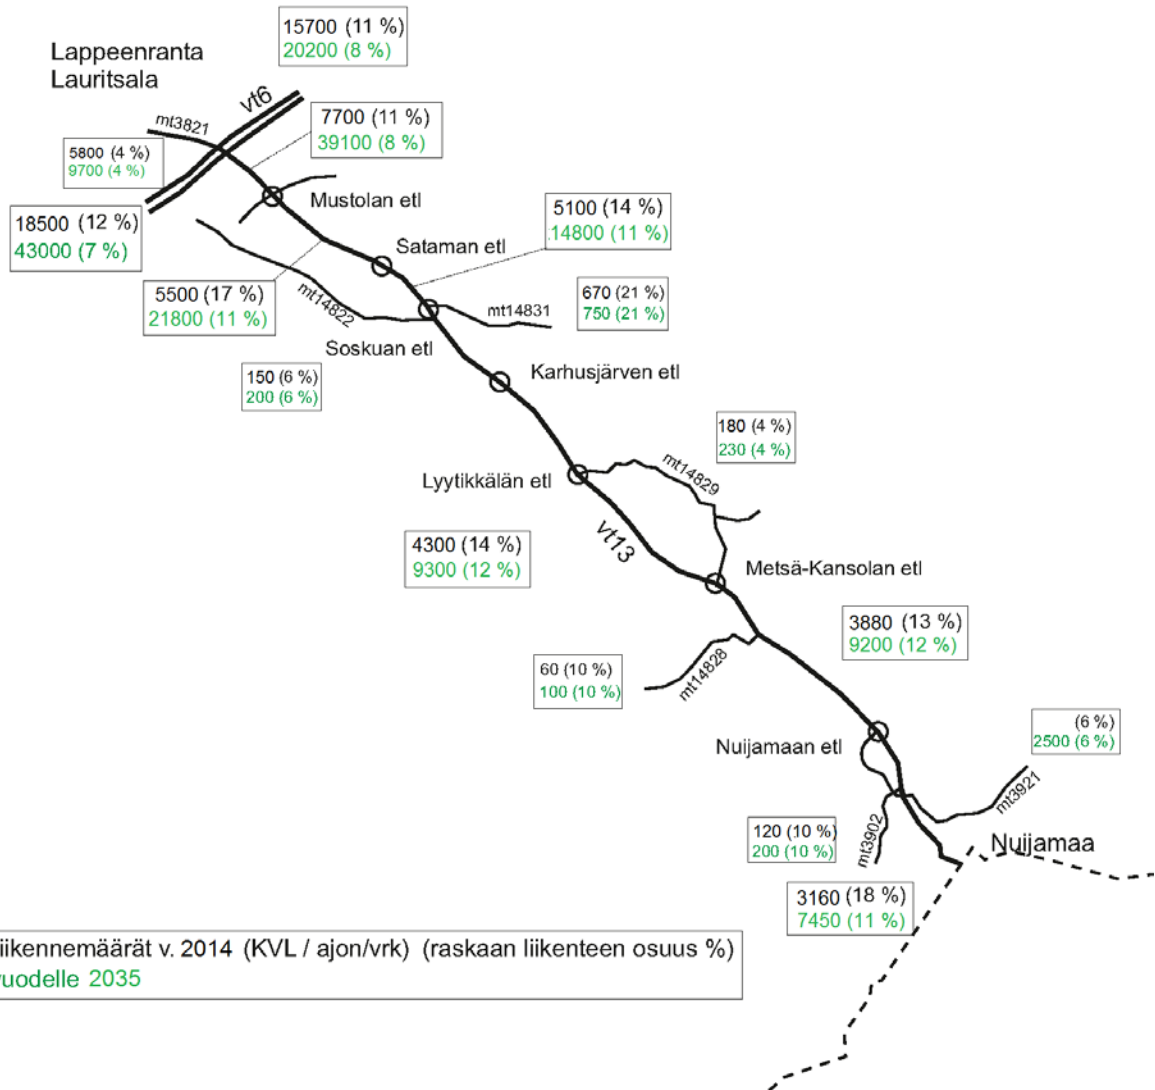 15700 (11 %)
20200 (8 %)
Lappeenranta
Lauritsala
vt6
mt3821
7700 (11 %)
39100 (8 %)
5800 (4 %)
9700 (4 %)
Mustolan etl
18500 (12 %)
43000 (7 %)
5100 (14 %)
14800 (11 %)
Sataman etl
5500 (17 %)
21800 (11 %)
mt14822
mt14831
670 (21 %)
750 (21 %)
Soskuan etl
150 (6 %)
200 (6 %)
Karhusjärven etl
180 (4 %)
230 (4 %)
mt14829
Lyytikkälän etl
vt13
4300 (14 %)
9300 (12 %)
Metsä-Kansolan etl
3880 (13 %)
9200 (12 %)
60 (10 %)
100 (10 %)
mt14828
Nuijamaan etl
(6 %)
2500 (6 %)
mt3921
120 (10 %)
200 (10 %)
mt3902
Nuijamaa
3160 (18 %)
7450 (11 %)
iikennemäärät v. 2014 (KVL / ajon/vrk) (raskaan liikenteen osuus %)
vuodelle 2035